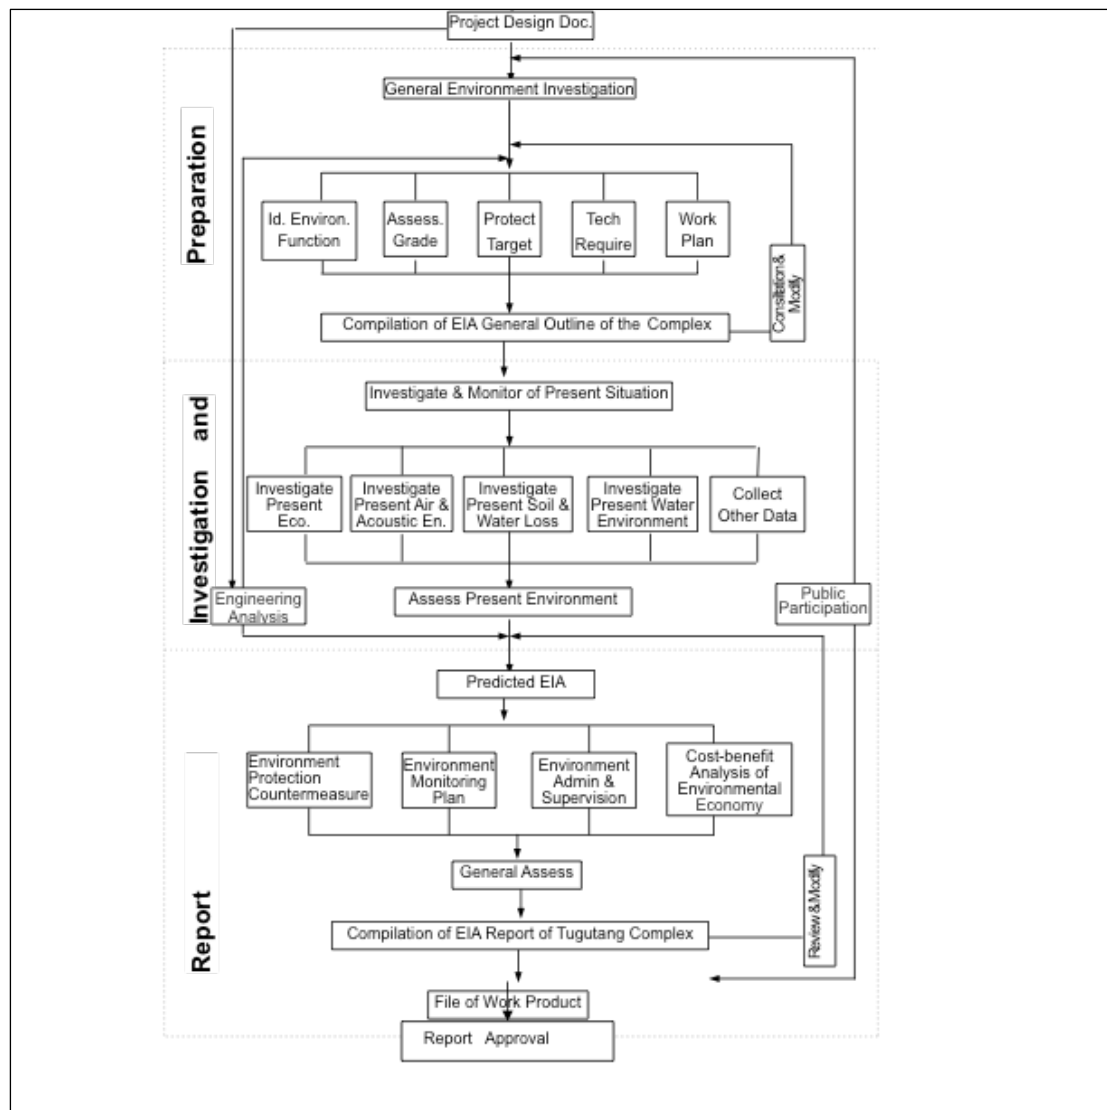 Project Design Doc.
General Environment Investigation
Preparation
Id. Environ.
Function
Assess.
Grade
Protect
Target
Tech
Require
Work
Plan
Consiltation &
Modify
Compilation of EIA General Outline of the Complex
Investigate & Monitor of Present Situation
Investigation and
Investigate
Present
Eco.
Investigate
Present Air &
Acoustic En.
Investigate
Present Soil &
Water Loss
Investigate
Present Water
Environment
Collect
Other Data
Engineering
Analysis
Assess Present Environment
Public
Participation
Predicted EIA
Report
Environment
Protection
Countermeasure
Environment
Monitoring
Plan
Environment
Admin &
Supervision
Cost-benefit
Analysis of
Environmental
Economy
General Assess
Review & Modify
Compilation of EIA Report of Tugutang Complex
File of Work Product
Report Approval